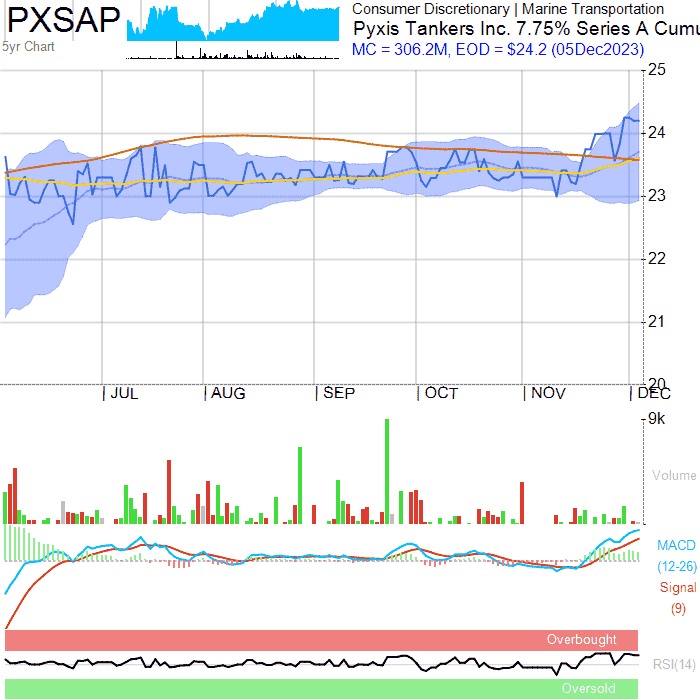 PXSAP
5yr Chart
Consumer Discretionary | Marine Transportation
Pyxis Tankers Inc. 7.75% Series A Cumu
MC = 306.2M, EOD = $24.2 (05Dec2023)
25
24
23
22
21
20
JUL AUG SEP OCT NOV DEC
9k
Volume
MACD
(12-26)
Signal
(9)
Overbought
RSI(14)
Oversold